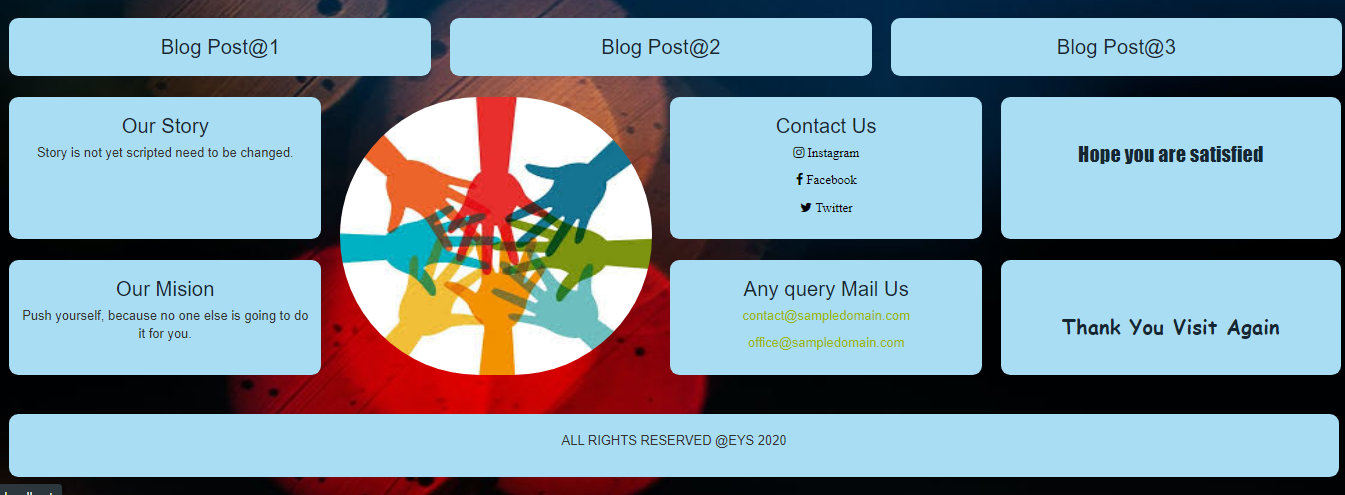 Blog Post@1
Blog Post@2
Blog Post@3
Our Story
Story is not yet scripted need to be changed.
Contact Us
Instagram
Facebook
Twitter
Hope you are satisfied
Our Mision
Push yourself, because no one else is going to do
it for you.
Any query Mail Us
contact@sampledomain.com
office@sampledomain.com
Thank You Visit Again
ALL RIGHTS RESERVED @EYS 2020